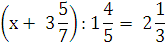 (x + 3 5/7) : 1 4/5 = 2 1/3